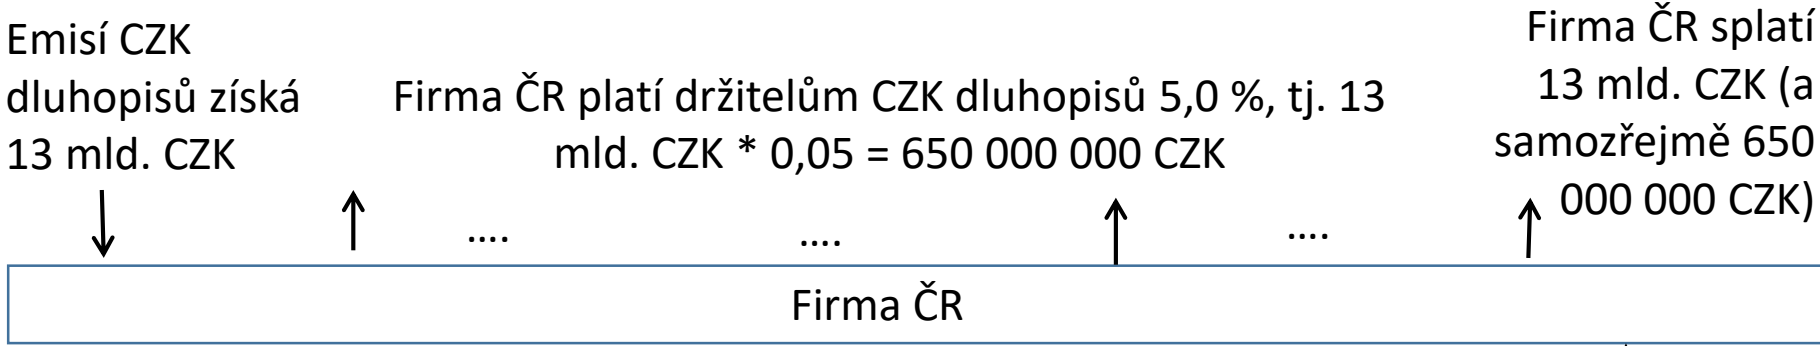 Emisí CZK
dluhopisů získá
13 mld. CZK
Firma ČR platí držitelům CZK dluhopisů 5,0 %, tj. 13
mld. CZK * 0,05 = 650 000 000 CZK
Firma ČR splatí
13 mld. CZK (a
samozřejmě 650
000 000 CZK)
.... .... ....
Firma ČR